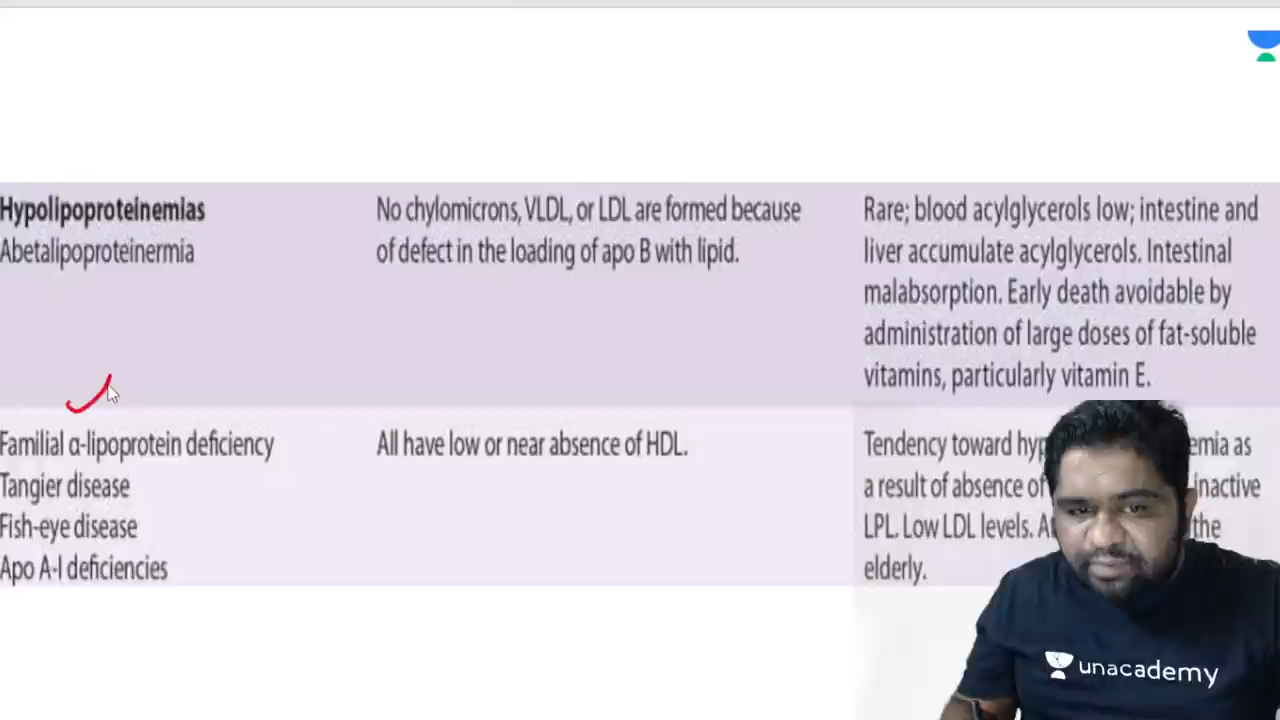 Hypolipoproteinemias
Abetalipoproteinermia
No chylomicrons, VLDL, or LDL are formed because
of defect in the loading of apo B with lipid.
Rare; blood acylglycerols low; intestine and
liver accumulate acylglycerols. Intestinal
malabsorption. Early death avoidable by
administration of large doses of fat-soluble
vitamins, particularly vitamin E.
Familial α-lipoprotein deficiency
Tangier disease
Fish-eye disease
Apo A-I deficiencies
All have low or near absence of HDL.
Tendency toward emia as
a result of absence of inactive
LPL. Low LDL levels. the
elderly.
unacademy